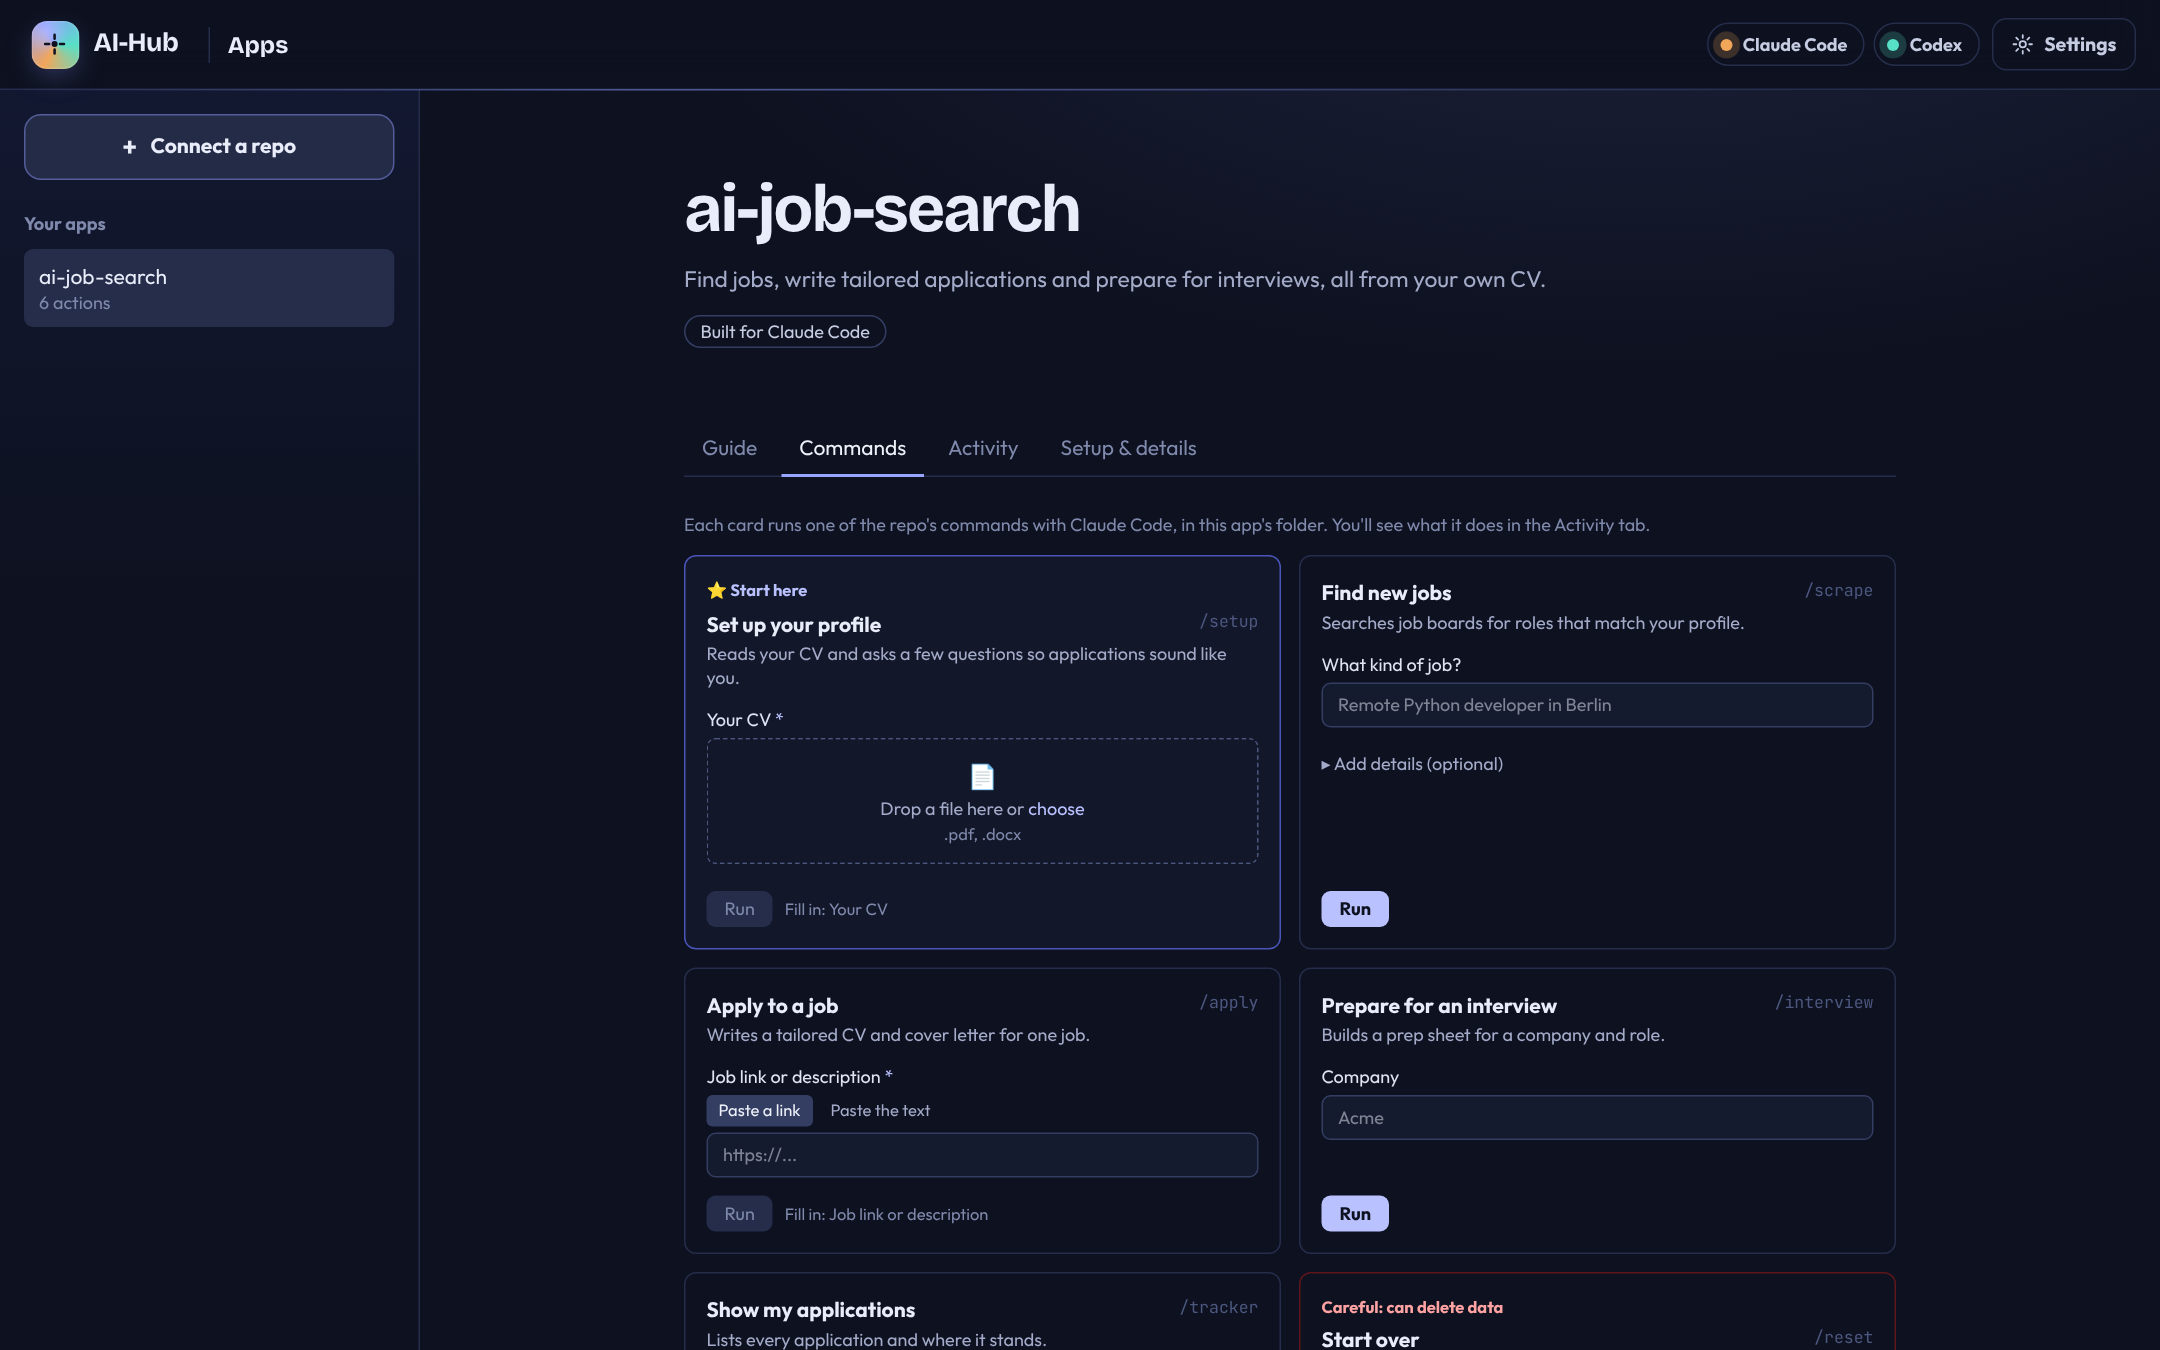 AI-Hub
Apps
Claude Code
Codex
Settings
+ Connect a repo
Your apps
ai-job-search
6 actions
ai-job-search
Find jobs, write tailored applications and prepare for interviews, all from your own CV.
Built for Claude Code
Guide
Commands
Activity
Setup & details
Each card runs one of the repo's commands with Claude Code, in this app's folder. You'll see what it does in the Activity tab.
⭐ Start here
Set up your profile
/setup
Reads your CV and asks a few questions so applications sound like
you.
Your CV *
Drop a file here or choose
.pdf, .docx
Run
Fill in: Your CV
Find new jobs
/scrape
Searches job boards for roles that match your profile.
What kind of job?
Remote Python developer in Berlin
▸ Add details (optional)
Run
Apply to a job
/apply
Writes a tailored CV and cover letter for one job.
Job link or description *
Paste a link
Paste the text
https://...
Run
Fill in: Job link or description
Prepare for an interview
/interview
Builds a prep sheet for a company and role.
Company
Acme
Run
Show my applications
/tracker
Lists every application and where it stands.
Careful: can delete data
Start over
/reset